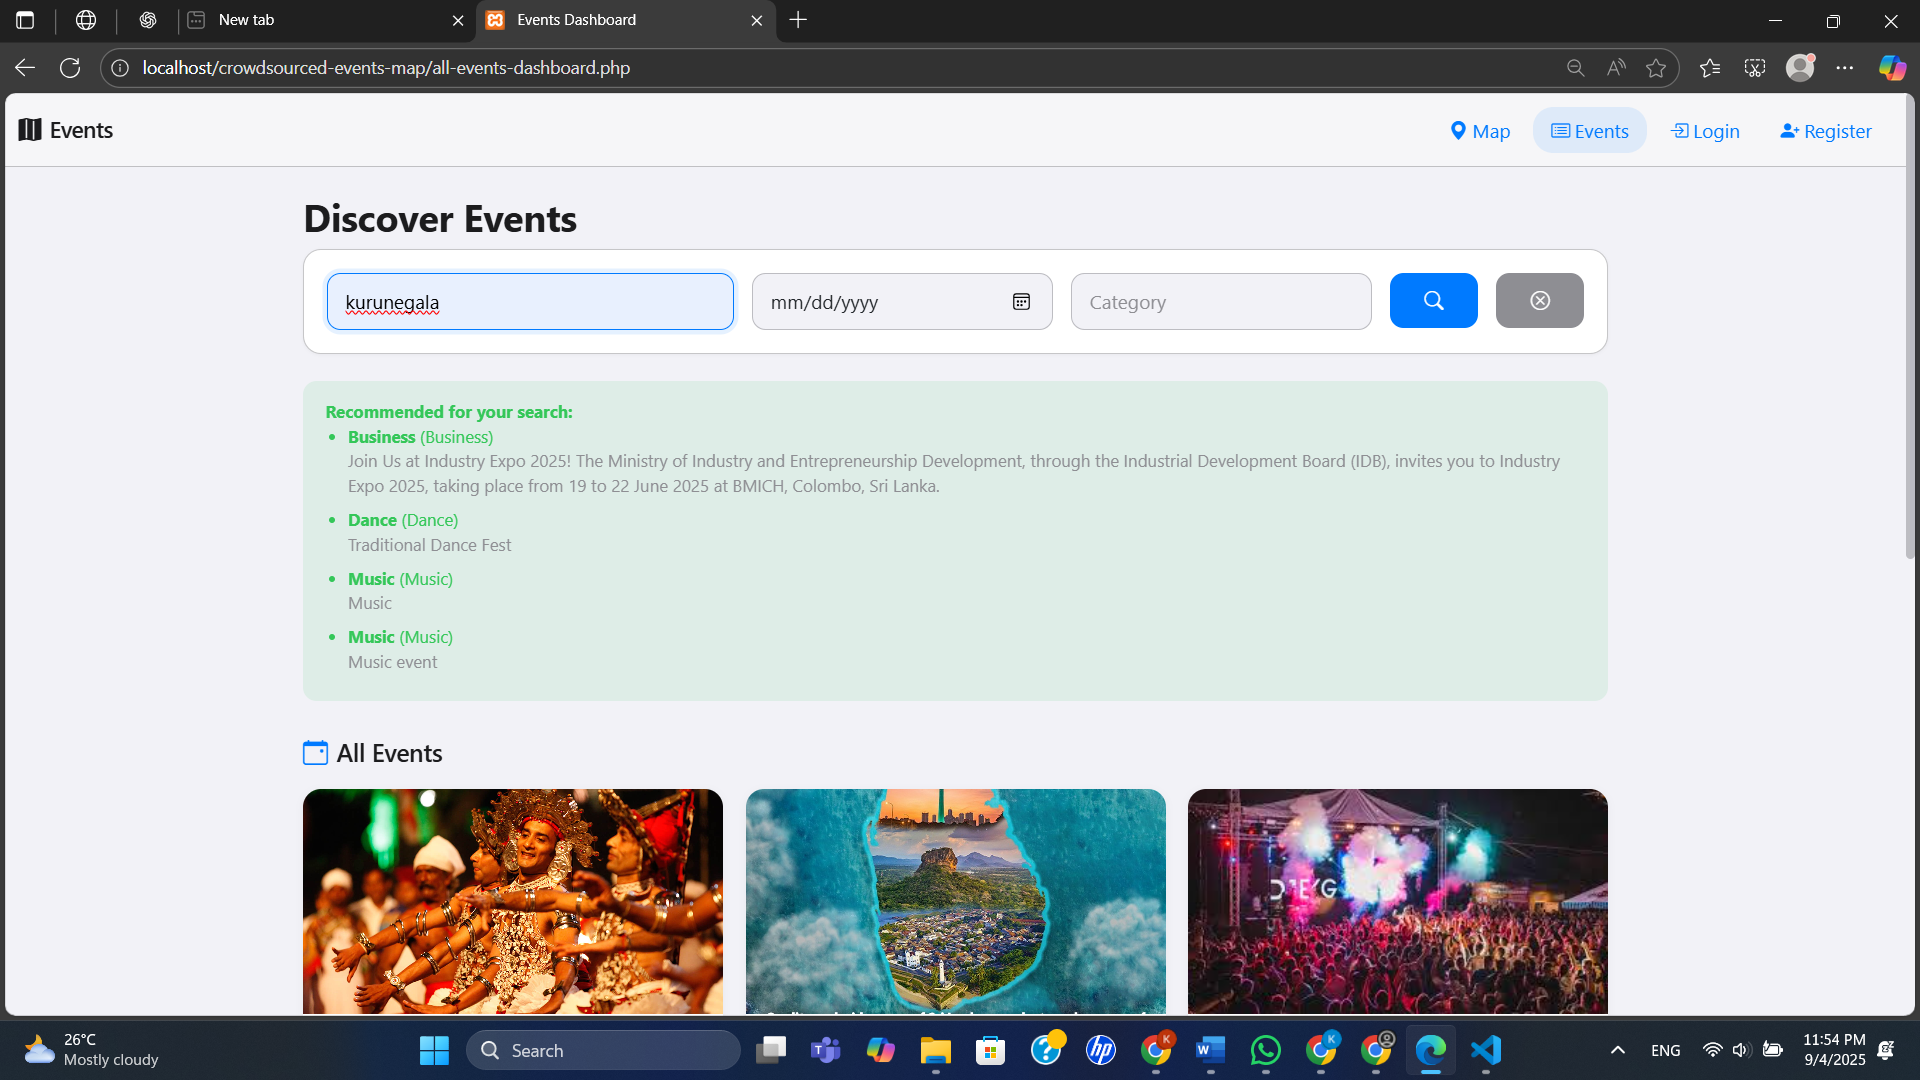 New tab
Events Dashboard
localhost/crowdsourced-events-map/all-events-dashboard.php
Events
Map
Events
Login
Register
Discover Events
kurunegala
mm/dd/yyyy
Category
Recommended for your search:
Business (Business)
Join Us at Industry Expo 2025! The Ministry of Industry and Entrepreneurship Development, through the Industrial Development Board (IDB), invites you to Industry
Expo 2025, taking place from 19 to 22 June 2025 at BMICH, Colombo, Sri Lanka.
Dance (Dance)
Traditional Dance Fest
Music (Music)
Music
Music (Music)
Music event
All Events
26°C
Mostly cloudy
Search
ENG
11:54 PM
9/4/2025